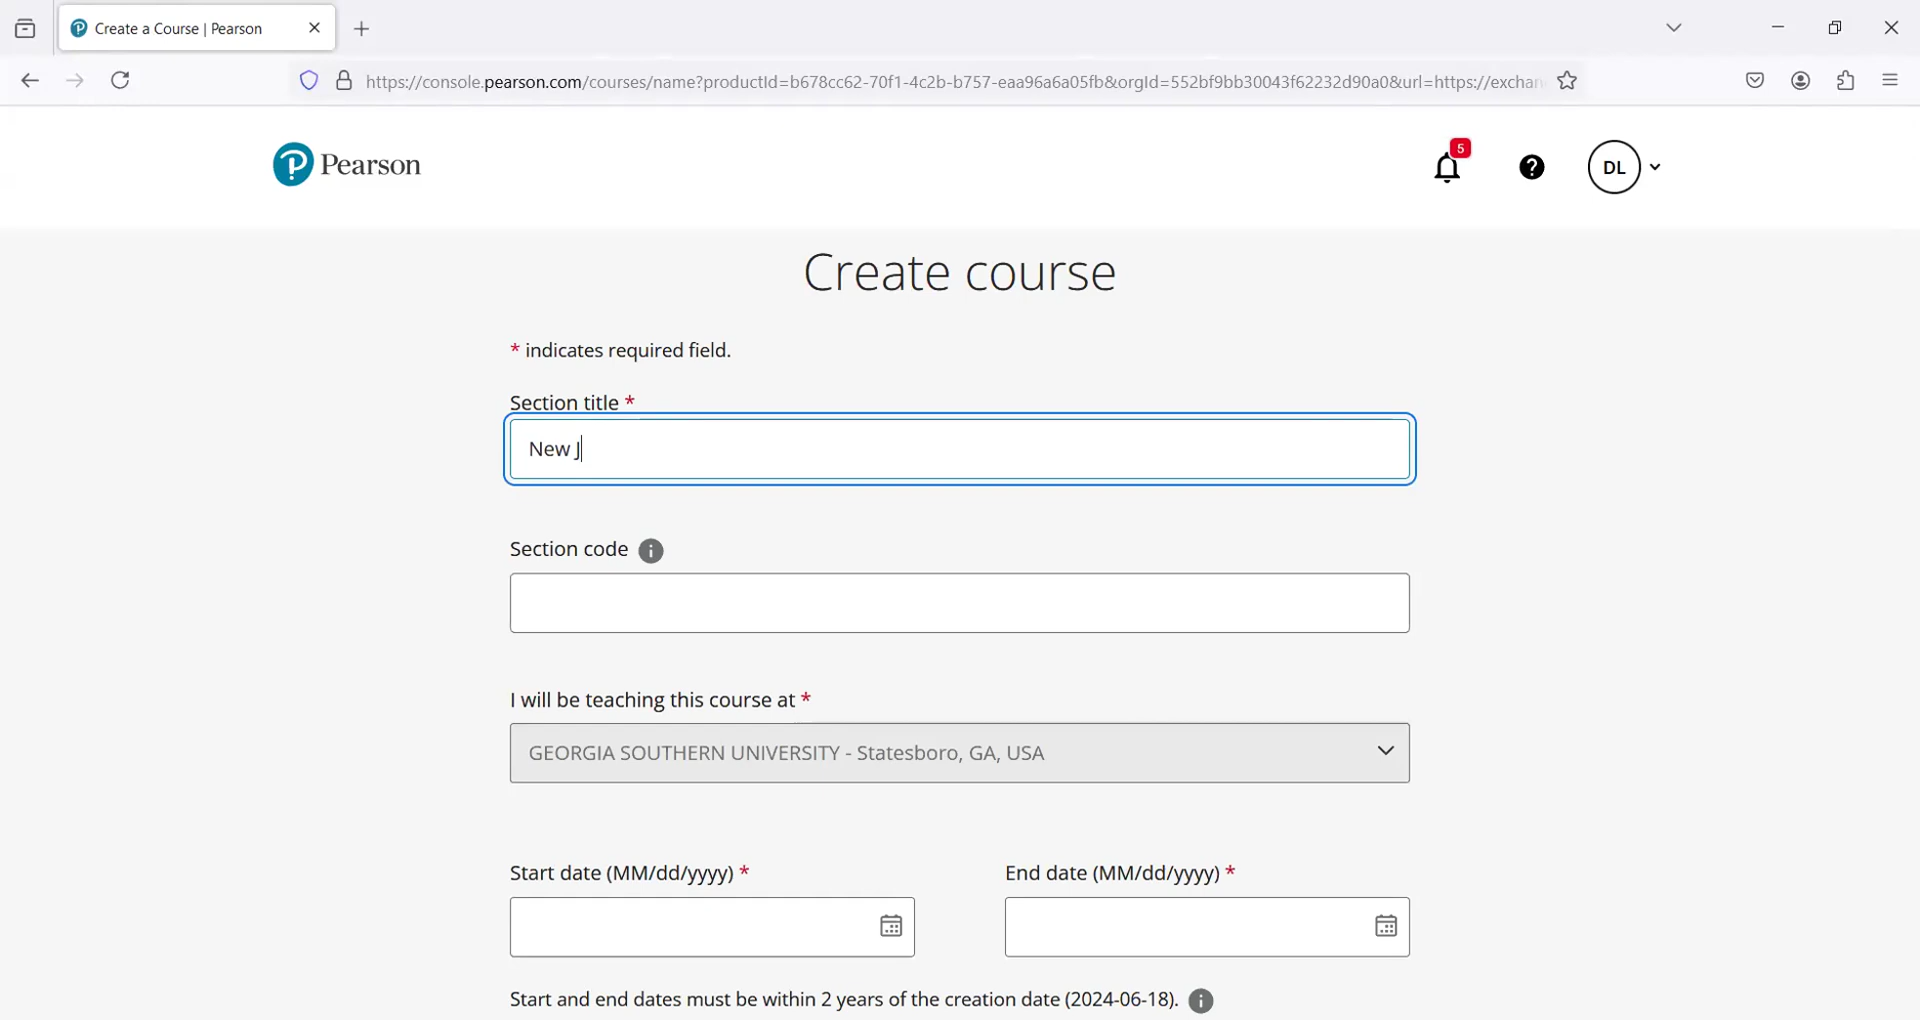 Create a Course | Pearson
https://console.pearson.com/courses/name?productId=b678cc62-70f1-4c2b-b757-eaa96a6a05fb&orgId=552bf9bb30043f62232d90a0&url=https://exchan
Pearson
5
DL
Create course
* indicates required field.
Section title *
New J
Section code
I will be teaching this course at *
GEORGIA SOUTHERN UNIVERSITY - Statesboro, GA, USA
Start date (MM/dd/yyyy) * End date (MM/dd/yyyy) *
Start and end dates must be within 2 years of the creation date (2024-06-18).